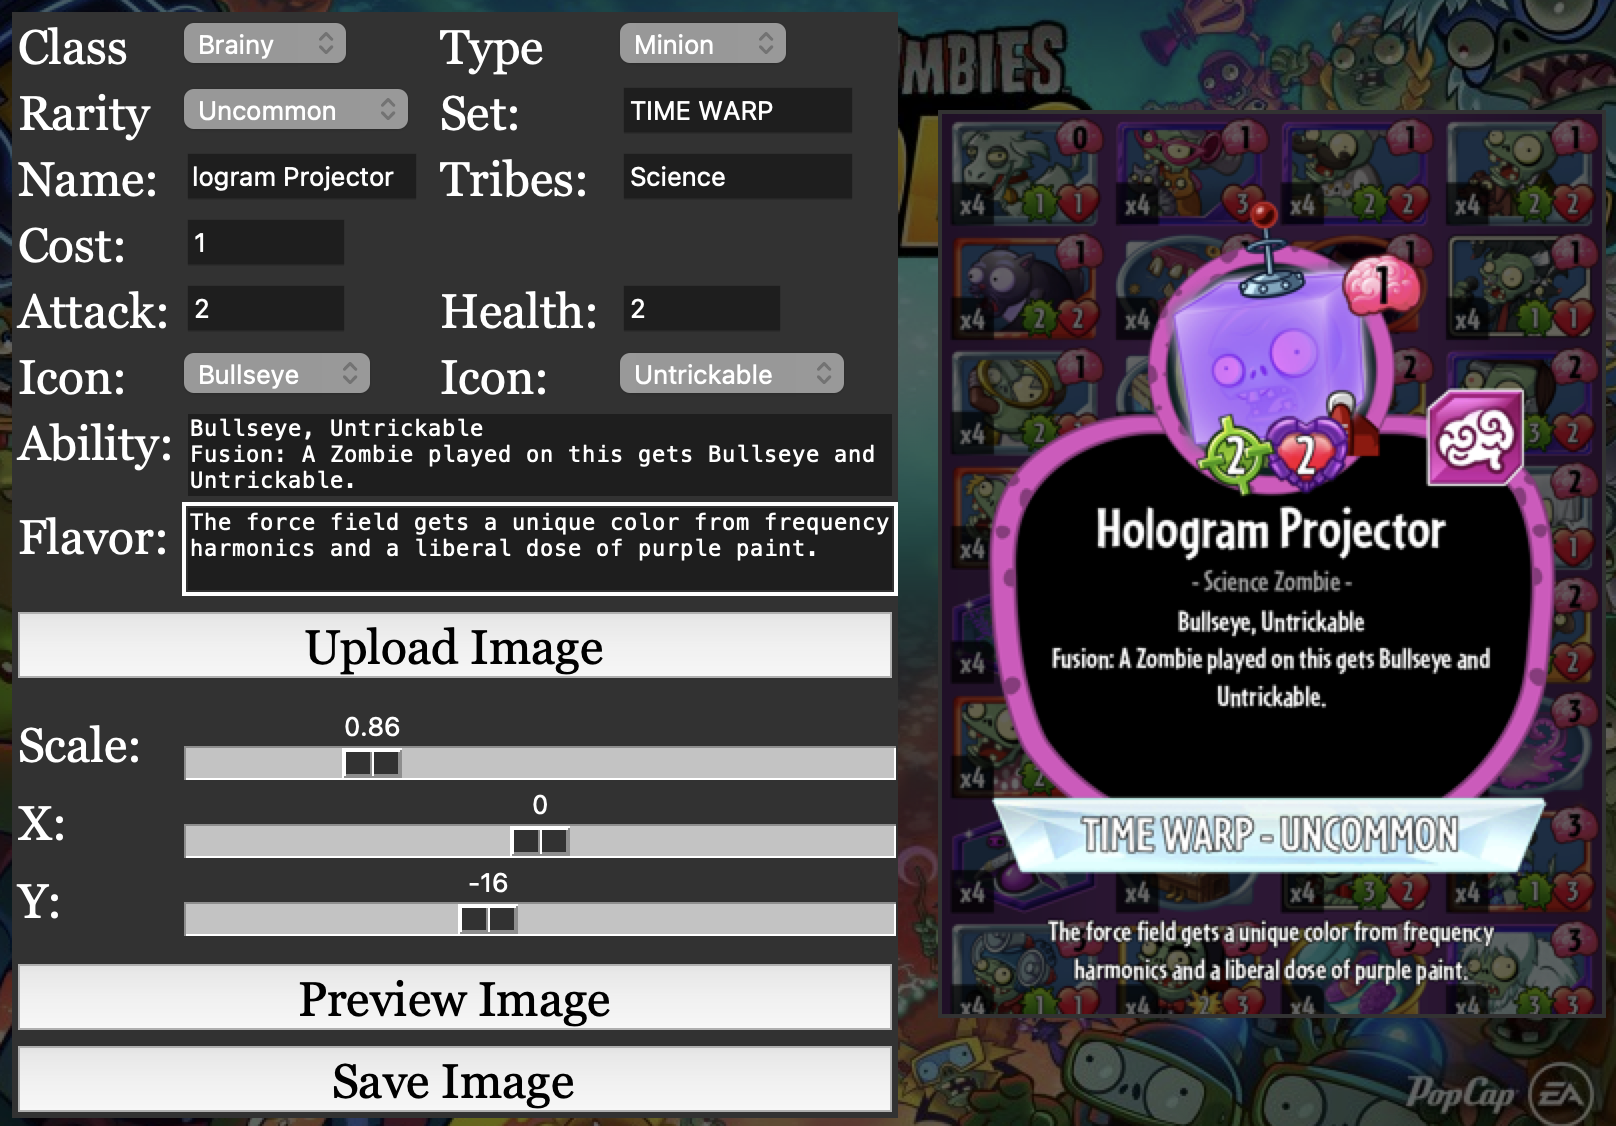 Class Brainy Type Minion
Rarity Uncommon Set: TIME WARP
Name: logram Projector Tribes: Science
Cost: 1
Attack: 2 Health: 2
Icon: Bullseye Icon: Untrickable
Ability: Bullseye, Untrickable
Fusion: A Zombie played on this gets Bullseye and
Untrickable.
Flavor: The force field gets a unique color from frequency
harmonics and a liberal dose of purple paint.
Upload Image
0.86
Scale:
0
X:
-16
Y:
Preview Image
Save Image
MBIES
0 1 1 1
x4 1 1 x4 3 x4 2 2 x4 2 2
1 1 1
x4 2 2 x4 x4 1 1
1 2 2
x4 2 3 2
2
x4 1
2
x4 2
3
x4 2
3
x4 x4 3 2 x4 1 3
3
x4 1 1 x4 2 3 x4 x4 3 3
1
2 2
Hologram Projector
- Science Zombie -
Bullseye, Untrickable
Fusion: A Zombie played on this gets Bullseye and
Untrickable.
TIME WARP - UNCOMMON
The force field gets a unique color from frequency
harmonics and a liberal dose of purple paint.
PopCap EA